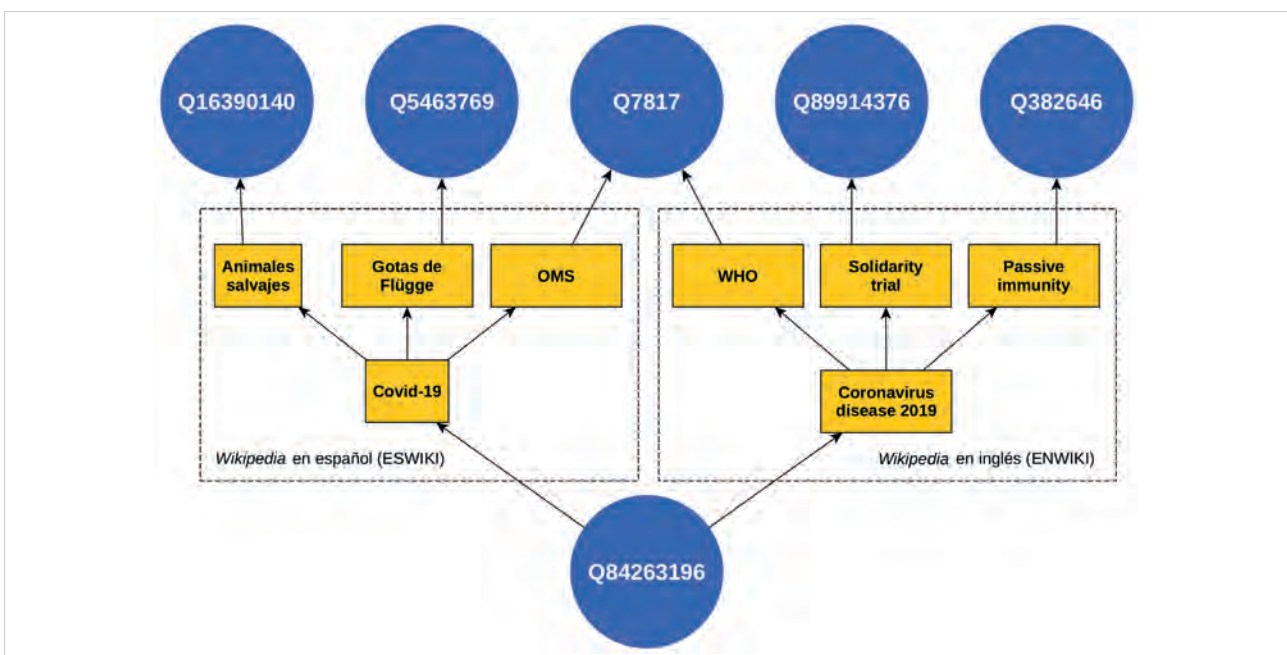 Q16390140
Q5463769
Q7817
Q89914376
Q382646
Animales
salvajes
Gotas de
Flügge
OMS
WHO
Solidarity
trial
Passive
immunity
Covid-19
Coronavirus
disease 2019
Wikipedia en español (ESWIKI)
Wikipedia en inglés (ENWIKI)
Q84263196